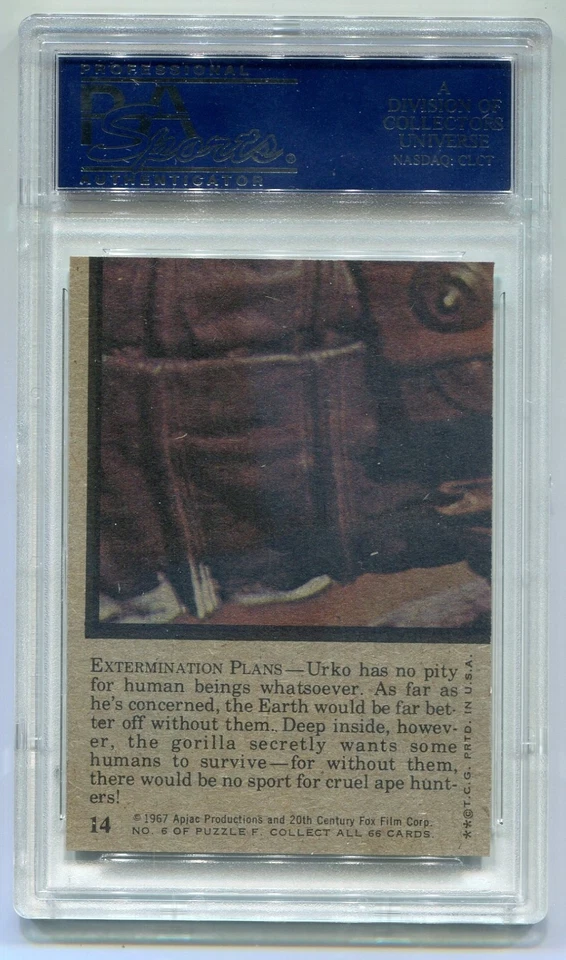 PROFESSIONAL
PSA
Sports
AUTHENTICATOR
A
DIVISION OF
COLLECTORS
UNIVERSE
NASDAQ: CLCT
EXTERMINATION PLANS—Urko has no pity
for human beings whatsoever. As far as
he's concerned, the Earth would be far bet-
ter off without them. Deep inside, howev-
er, the gorilla secretly wants some
humans to survive—for without them,
there would be no sport for cruel ape hunt-
ers!
14
© 1967 Apjac Productions and 20th Century Fox Film Corp.
NO. 6 OF PUZZLE F. COLLECT ALL 66 CARDS.
**© T.C.G. PRTD. IN U.S.A.